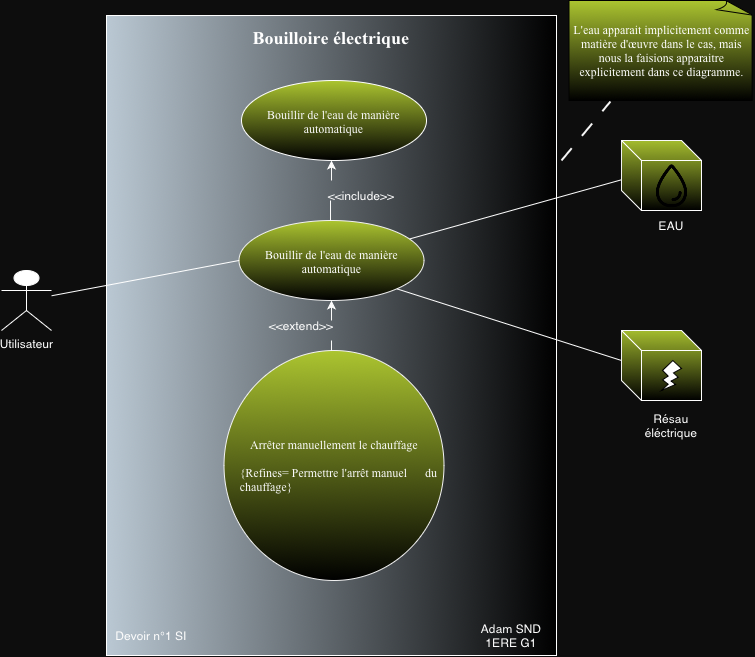 Bouilloire électrique
L'eau apparait implicitement comme
matière d'œuvre dans le cas, mais
nous la faisions apparaitre
explicitement dans ce diagramme.
Bouillir de l'eau de manière
automatique
<<include>>
EAU
Bouillir de l'eau de manière
automatique
Utilisateur
<<extend>>
Résau
éléctrique
Arrêter manuellement le chauffage
{Refines= Permettre l'arrêt manuel du
chauffage}
Devoir n°1 SI
Adam SND
1ERE G1